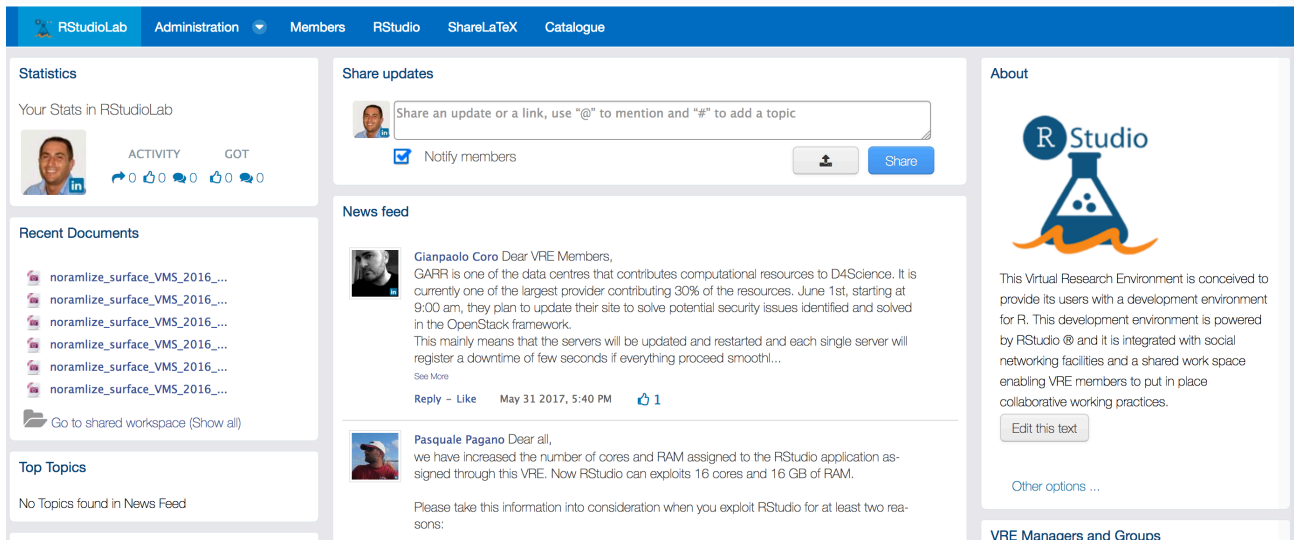 RStudioLab
Administration
Members
RStudio
ShareLaTeX
Catalogue
Statistics
Your Stats in RStudioLab
in
ACTIVITY GOT
0 0 0 0 0
Recent Documents
noramlize_surface_VMS_2016_...
noramlize_surface_VMS_2016_...
noramlize_surface_VMS_2016_...
noramlize_surface_VMS_2016_...
noramlize_surface_VMS_2016_...
noramlize_surface_VMS_2016_...
Go to shared workspace (Show all)
Top Topics
No Topics found in News Feed
Share updates
in
Share an update or a link, use “@” to mention and “#” to add a topic
Notify members
Share
News feed
in
Gianpaolo Coro Dear VRE Members,
GARR is one of the data centres that contributes computational resources to D4Science. It is
currently one of the largest provider contributing 30% of the resources. June 1st, starting at
9:00 am, they plan to update their site to solve potential security issues identified and solved
in the OpenStack framework.
This mainly means that the servers will be updated and restarted and each single server will
register a downtime of few seconds if everything proceed smoothl...
See More
Reply - Like May 31 2017, 5:40 PM 1
Pasquale Pagano Dear all,
we have increased the number of cores and RAM assigned to the RStudio application as-
signed through this VRE. Now RStudio can exploits 16 cores and 16 GB of RAM.
Please take this information into consideration when you exploit RStudio for at least two rea-
sons:
About
R Studio
This Virtual Research Environment is conceived to
provide its users with a development environment
for R. This development environment is powered
by RStudio ® and it is integrated with social
networking facilities and a shared work space
enabling VRE members to put in place
collaborative working practices.
Edit this text
Other options ...
VRE Managers and Groups